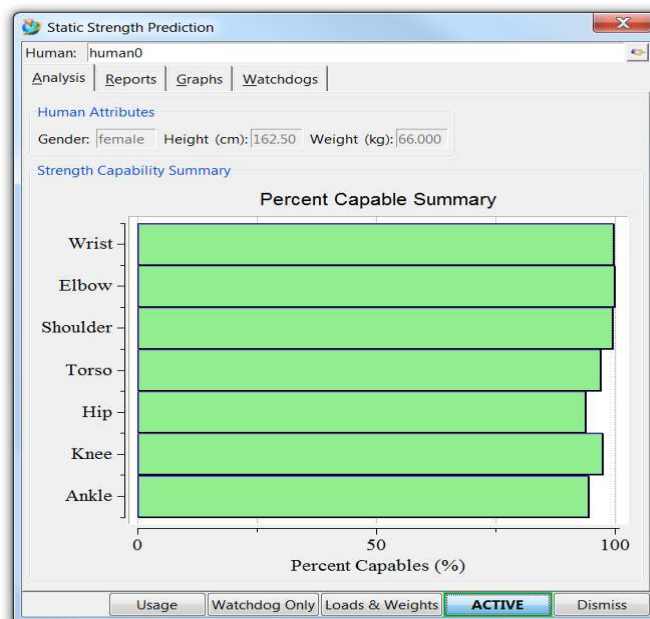 Static Strength Prediction
Human: human0
Analysis Reports Graphs Watchdogs
Human Attributes
Gender: female Height (cm): 162.50 Weight (kg): 66.000
Strength Capability Summary
Percent Capable Summary
Wrist
Elbow
Shoulder
Torso
Hip
Knee
Ankle
0 50 100
Percent Capables (%)
Usage Watchdog Only Loads & Weights ACTIVE Dismiss